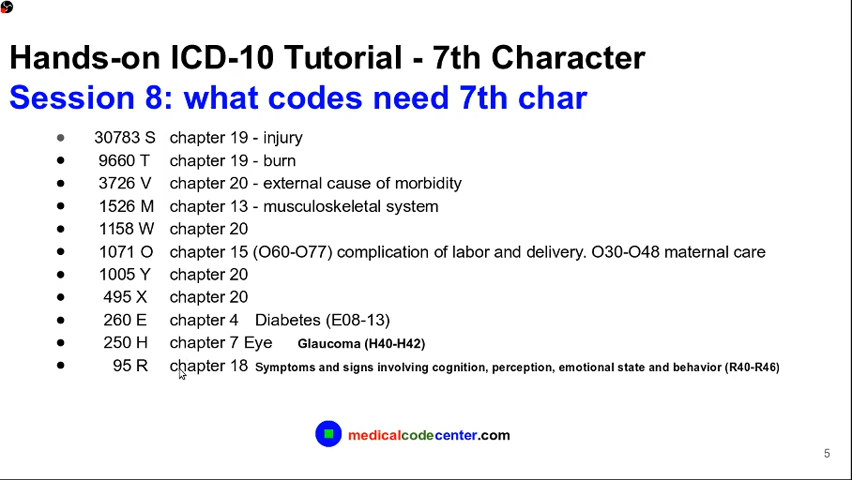 Hands-on ICD-10 Tutorial - 7th Character
Session 8: what codes need 7th char
● 30783 S chapter 19 - injury
● 9660 T chapter 19 - burn
● 3726 V chapter 20 - external cause of morbidity
● 1526 M chapter 13 - musculoskeletal system
● 1158 W chapter 20
● 1071 O chapter 15 (O60-O77) complication of labor and delivery. O30-O48 maternal care
● 1005 Y chapter 20
● 495 X chapter 20
● 260 E chapter 4 Diabetes (E08-13)
● 250 H chapter 7 Eye Glaucoma (H40-H42)
● 95 R chapter 18 Symptoms and signs involving cognition, perception, emotional state and behavior (R40-R46)
medicalcodecenter.com
5